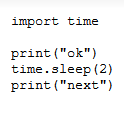 import time

print("ok")
time.sleep(2)
print("next")